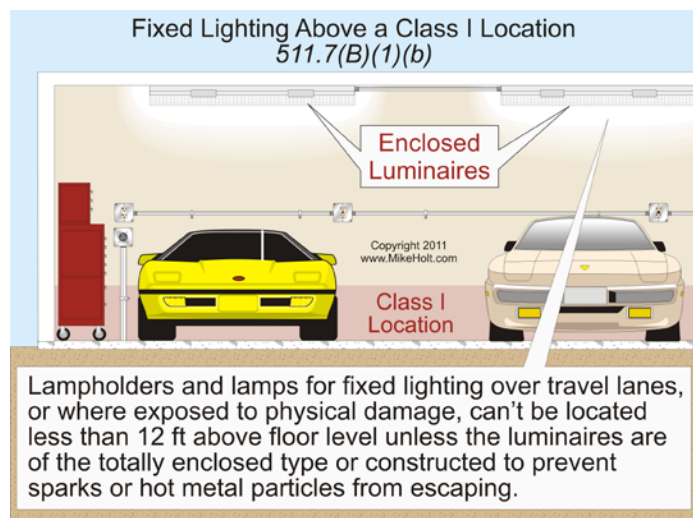 Fixed Lighting Above a Class I Location
511.7(B)(1)(b)
Enclosed
Luminaires
Copyright 2011
www.MikeHolt.com
Class I
Location
Lampholders and lamps for fixed lighting over travel lanes,
or where exposed to physical damage, can’t be located
less than 12 ft above floor level unless the luminaires are
of the totally enclosed type or constructed to prevent
sparks or hot metal particles from escaping.